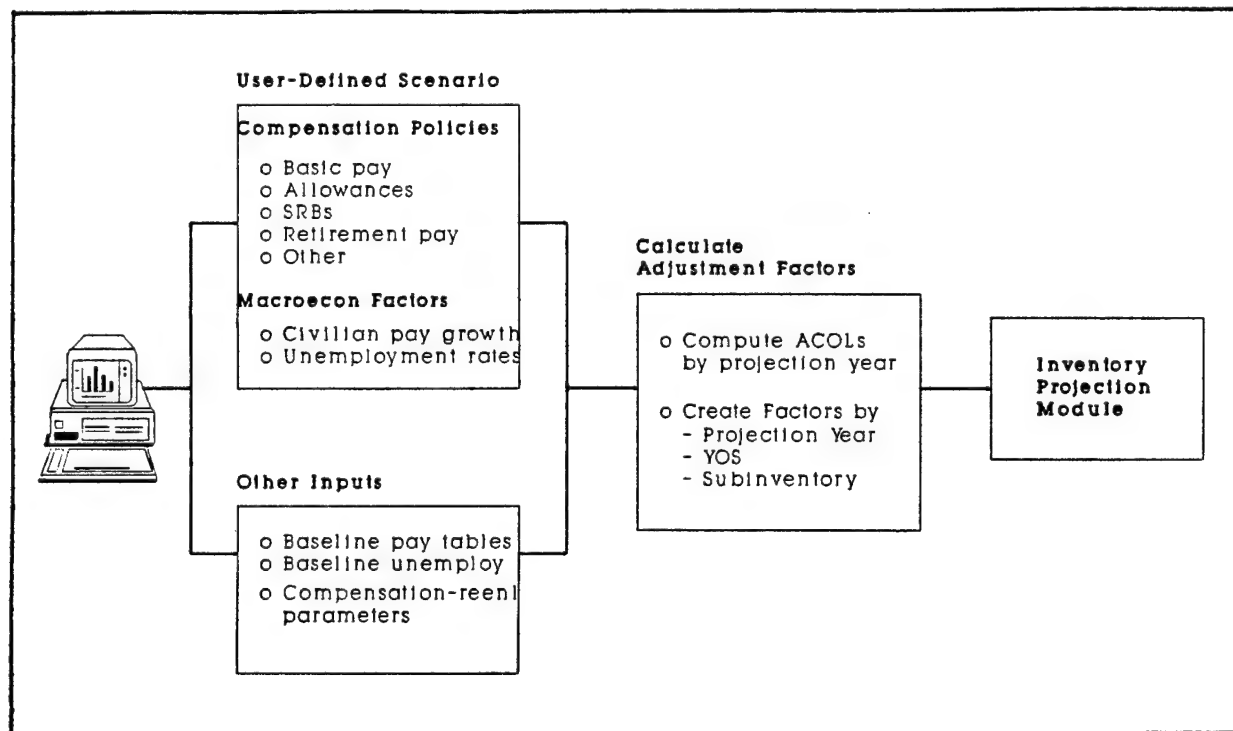 User-Defined Scenario
Compensation Policies
o Basic pay
o Allowances
o SRBs
o Retirement pay
o Other
Macroecon Factors
o Civilian pay growth
o Unemployment rates
Other Inputs
o Baseline pay tables
o Baseline unemploy
o Compensation-reenl
parameters
Calculate
Adjustment Factors
o Compute ACOLs
by projection year
o Create Factors by
- Projection Year
- YOS
- Subinventory
Inventory
Projection
Module